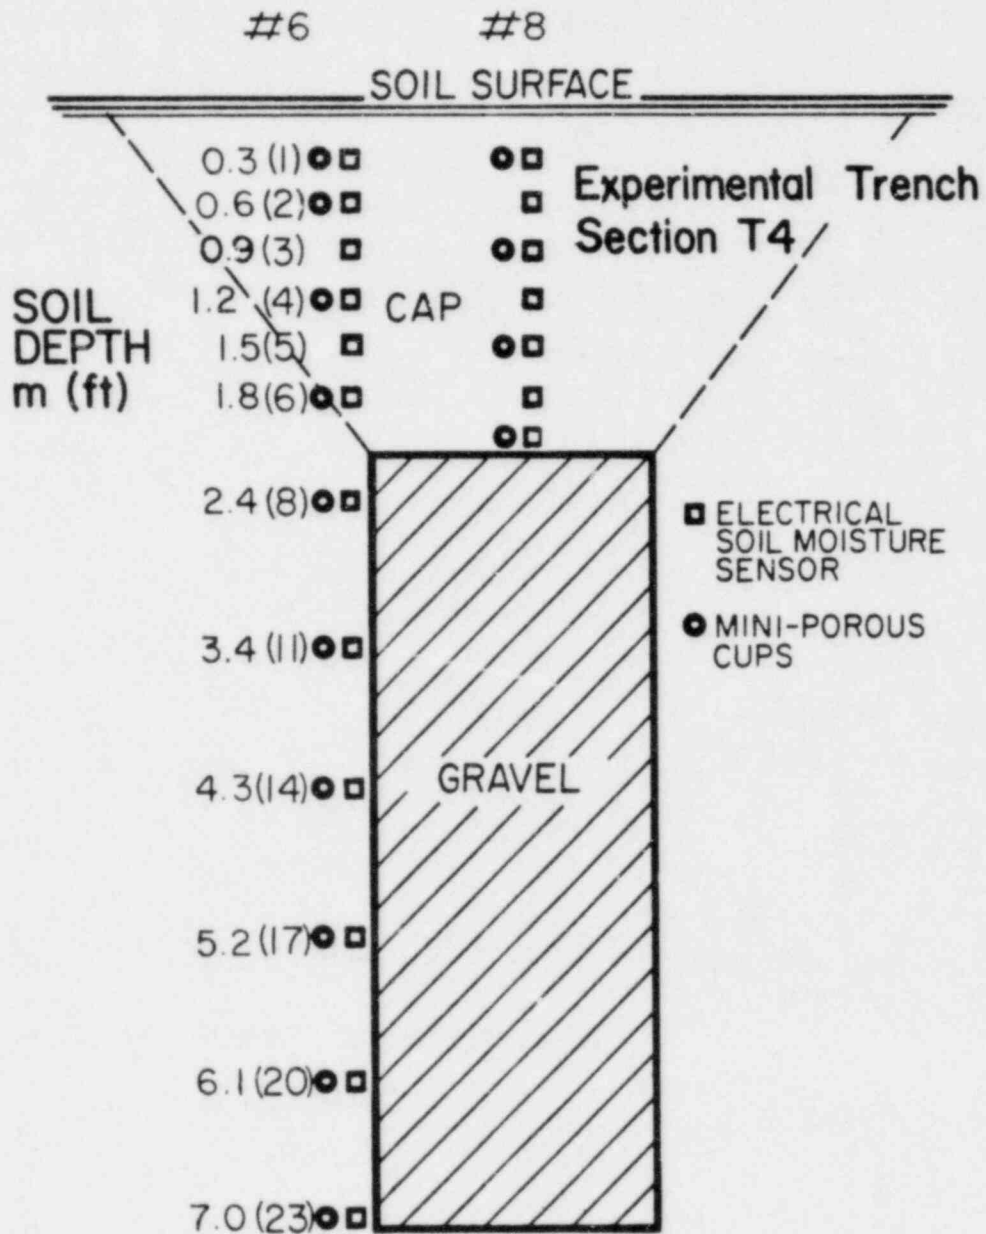 #6 #8
SOIL SURFACE
0.3 (1)
0.6 (2)
0.9 (3)
1.2 (4)
1.5(5)
1.8(6)
2.4(8)
3.4(11)
4.3(14)
5.2(17)
6.1(20)
7.0(23)
SOIL
DEPTH
m (ft)
CAP
Experimental Trench
Section T4
GRAVEL
ELECTRICAL
SOIL MOISTURE
SENSOR
MINI-POROUS
CUPS